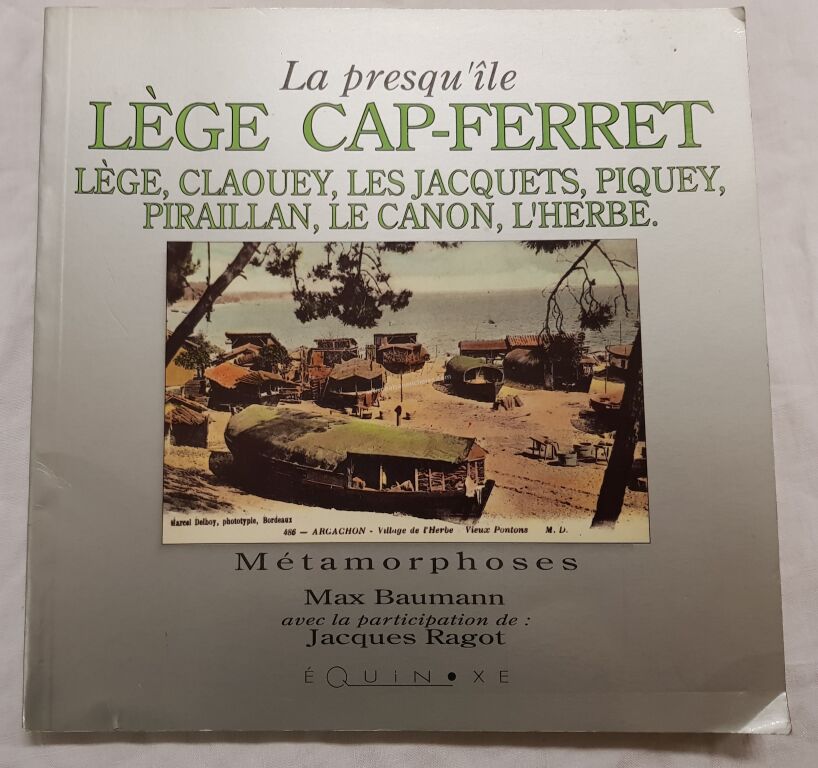 La presqu'île
LÈGE CAP-FERRET
LÈGE, CLAOUEY, LES JACQUETS, PIQUEY,
PIRAILLAN, LE CANON, L'HERBE.
Marcel Delboy, phototypie, Bordeaux
486 — ARCACHON - Village de l'Herbe - Vieux Pontons M. D.
Métamorphoses
Max Baumann
avec la participation de :
Jacques Ragot
ÉQUiNOXE